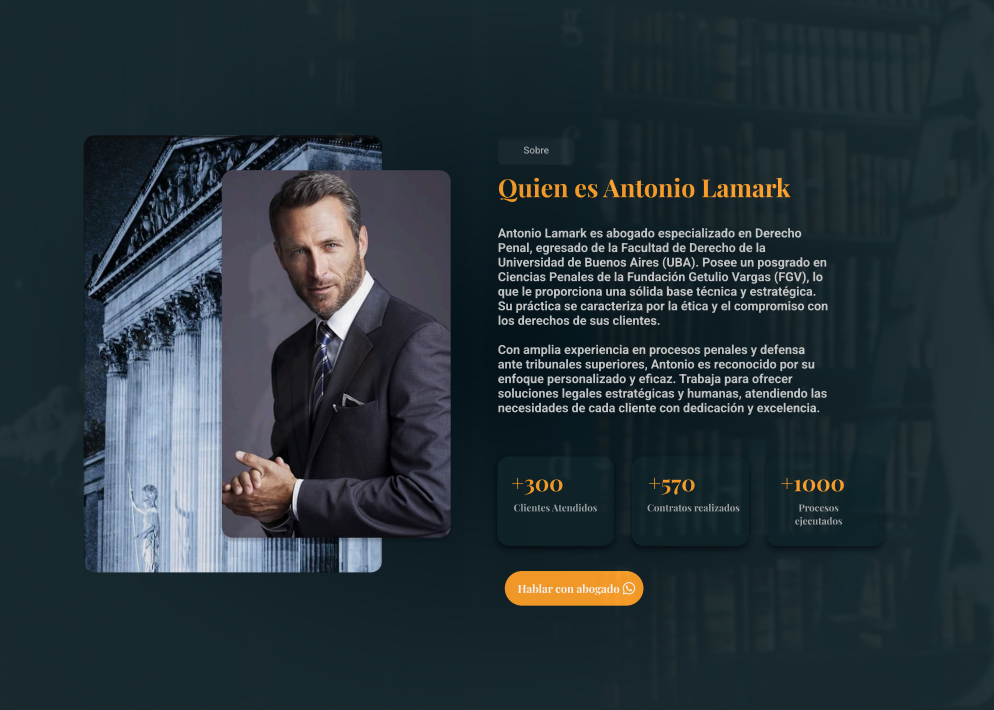 Sobre
Quien es Antonio Lamark
Antonio Lamark es abogado especializado en Derecho
Penal, egresado de la Facultad de Derecho de la
Universidad de Buenos Aires (UBA). Posee un posgrado en
Ciencias Penales de la Fundación Getulio Vargas (FGV), lo
que le proporciona una sólida base técnica y estratégica.
Su práctica se caracteriza por la ética y el compromiso con
los derechos de sus clientes.
Con amplia experiencia en procesos penales y defensa
ante tribunales superiores, Antonio es reconocido por su
enfoque personalizado y eficaz. Trabaja para ofrecer
soluciones legales estratégicas y humanas, atendiendo las
necesidades de cada cliente con dedicación y excelencia.
+300
Clientes Atendidos
+570
Contratos realizados
+1000
Procesos
ejecutados
Hablar con abogado